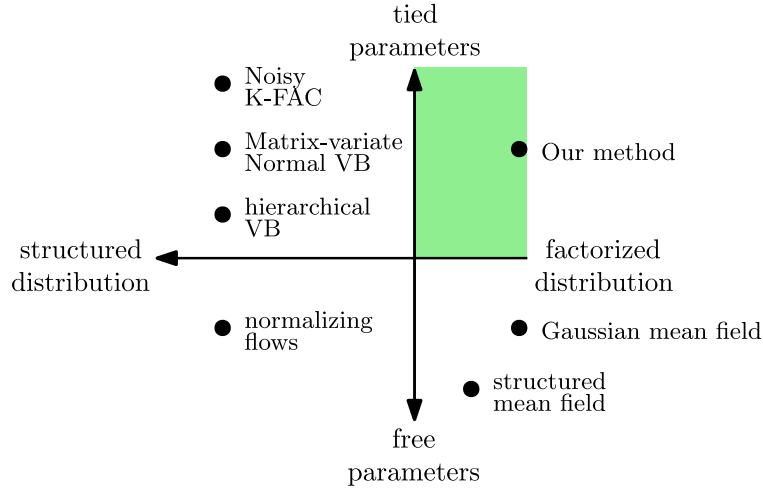 tied
parameters
Noisy
K-FAC
Matrix-variate
Normal VB
Our method
hierarchical
VB
structured
distribution
factorized
distribution
normalizing
flows
Gaussian mean field
structured
mean field
free
parameters